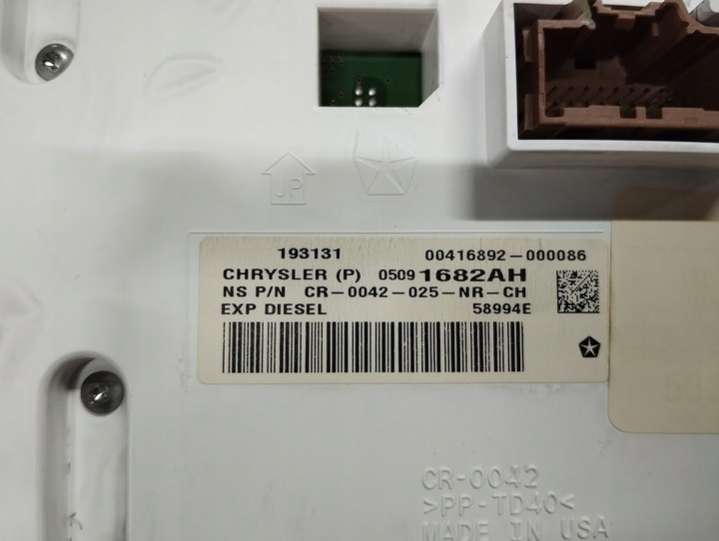 UP
193131 00416892-000086
CHRYSLER (P) 05091682AH
NS P/N CR-0042-025-NR-CH
EXP DIESEL 58994E
CR-0042
>PP-TD40<
MADE IN USA